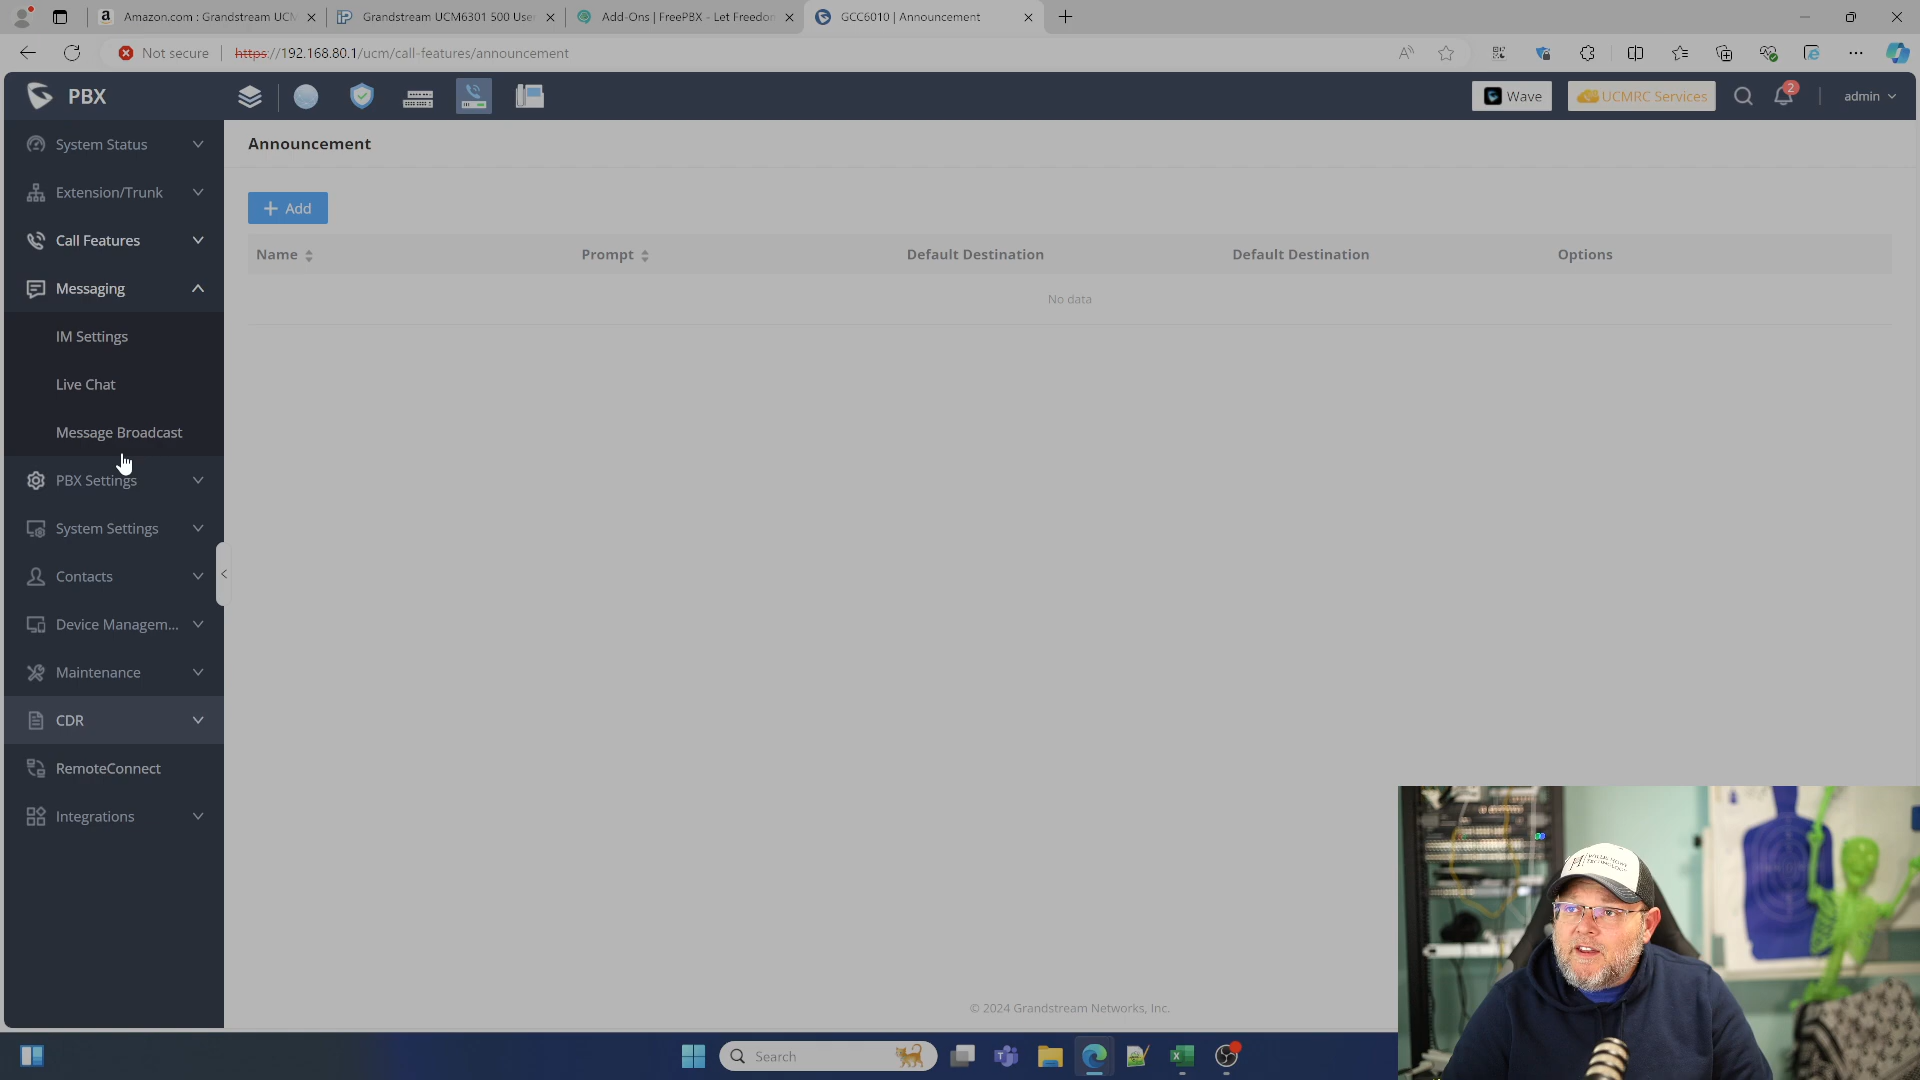 Amazon.com : Grandstream UCM
Grandstream UCM6301 500 Use
Add-Ons | FreePBX - Let Freedom
GCC6010 | Announcement
Not secure
https://192.168.80.1/ucm/call-features/announcement
PBX
Wave
UCMRC Services
2
admin
System Status
Extension/Trunk
Call Features
Messaging
IM Settings
Live Chat
Message Broadcast
PBX Settings
System Settings
Contacts
Device Managem...
Maintenance
CDR
RemoteConnect
Integrations
Announcement
+ Add
Name
Prompt
Default Destination
Default Destination
Options
No data
© 2024 Grandstream Networks, Inc.
Search